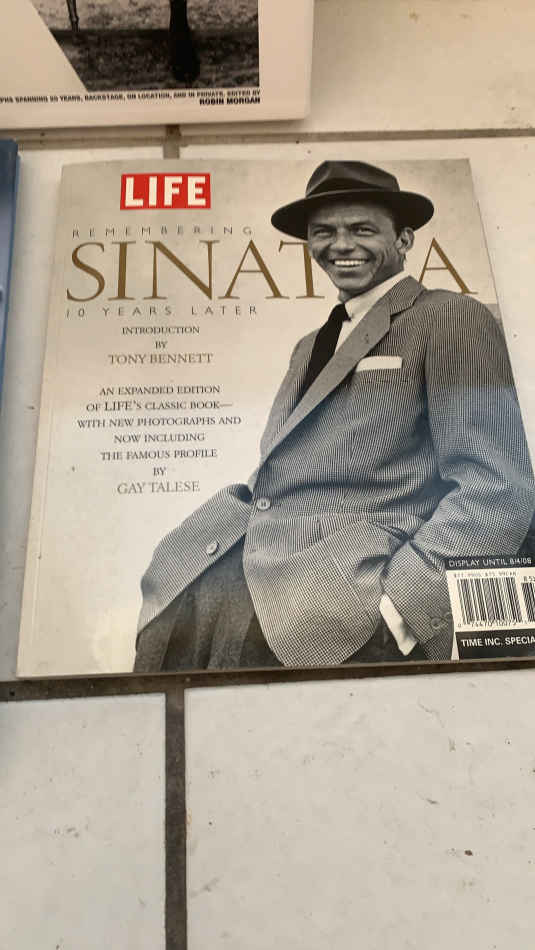 PHS SPANNING 20 YEARS, BACKSTAGE, ON LOCATION, AND IN PRIVATE. EDITED BY
ROBIN MORGAN
LIFE
REMEMBERING
SINATRA
10 YEARS LATER
INTRODUCTION
BY
TONY BENNETT
AN EXPANDED EDITION
OF LIFE'S CLASSIC BOOK—
WITH NEW PHOTOGRAPHS AND
NOW INCLUDING
THE FAMOUS PROFILE
BY
GAY TALESE
DISPLAY UNTIL 8/4/08
TIME INC. SPECIA